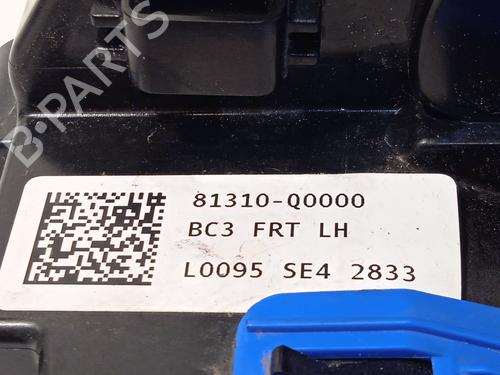 B-PARTS
81310-Q0000
BC3 FRT LH
L0095 SE4 2833